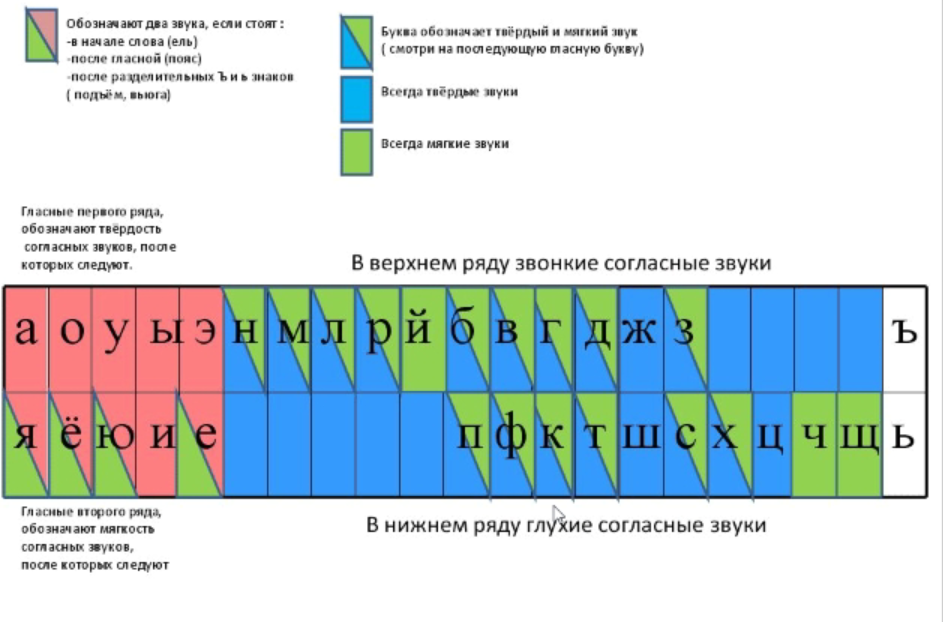 Обозначают два звука, если стоят :
-в начале слова (ель)
-после гласной (пояс)
-после разделительных Ъ и ь знаков
( подъём, вьюга)
Буква обозначает твёрдый и мягкий звук
( смотри на последующую гласную букву)
Всегда твёрдые звуки
Всегда мягкие звуки
Гласные первого ряда,
обозначают твёрдость
согласных звуков, после
которых следуют.
В верхнем ряду звонкие согласные звуки
а о у ы э н м л р й б в г д ж з ъ
я ё ю и е п ф к т ш с х ц ч щ ь
Гласные второго ряда,
обозначают мягкость
согласных звуков,
после которых следуют
В нижнем ряду глухие согласные звуки